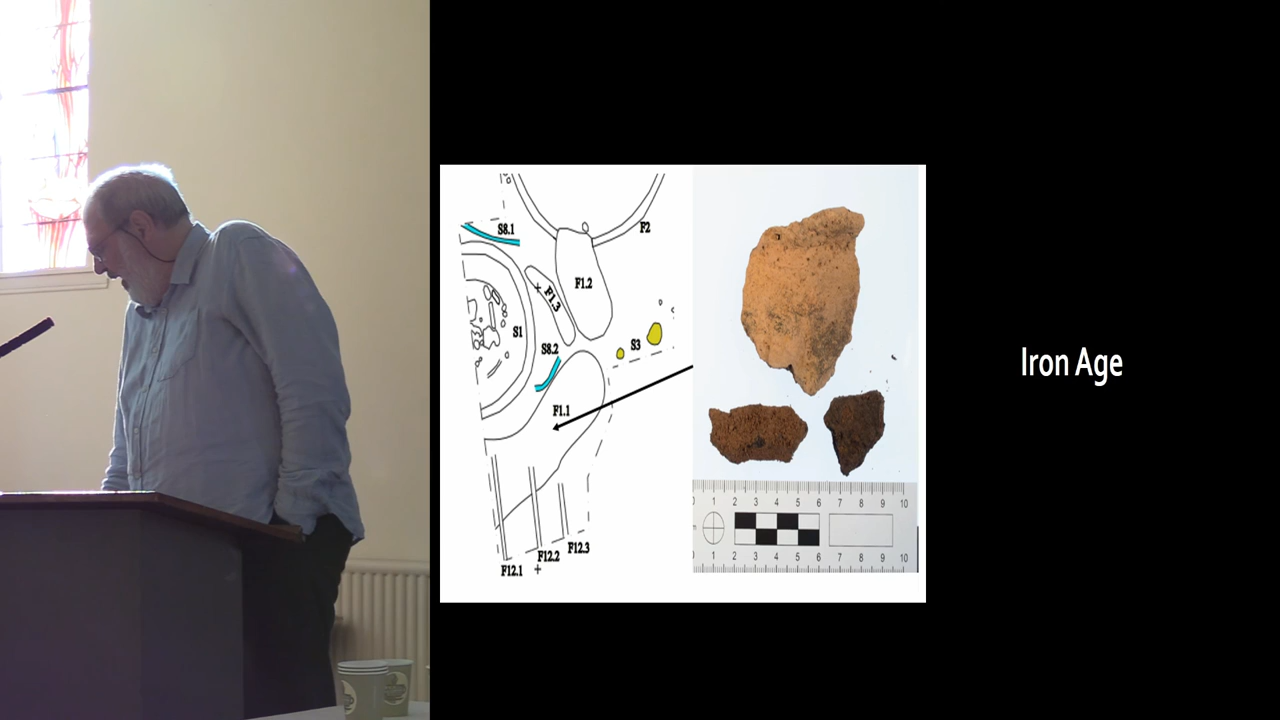 S8.1
F2
F1.2
F1.3
S1
S3
S8.2
F1.1
F12.3
F12.2
F12.1
1 2 3 4 5 6 7 8 9 10
1 2 3 4 5 6 7 8 9 10
Iron Age